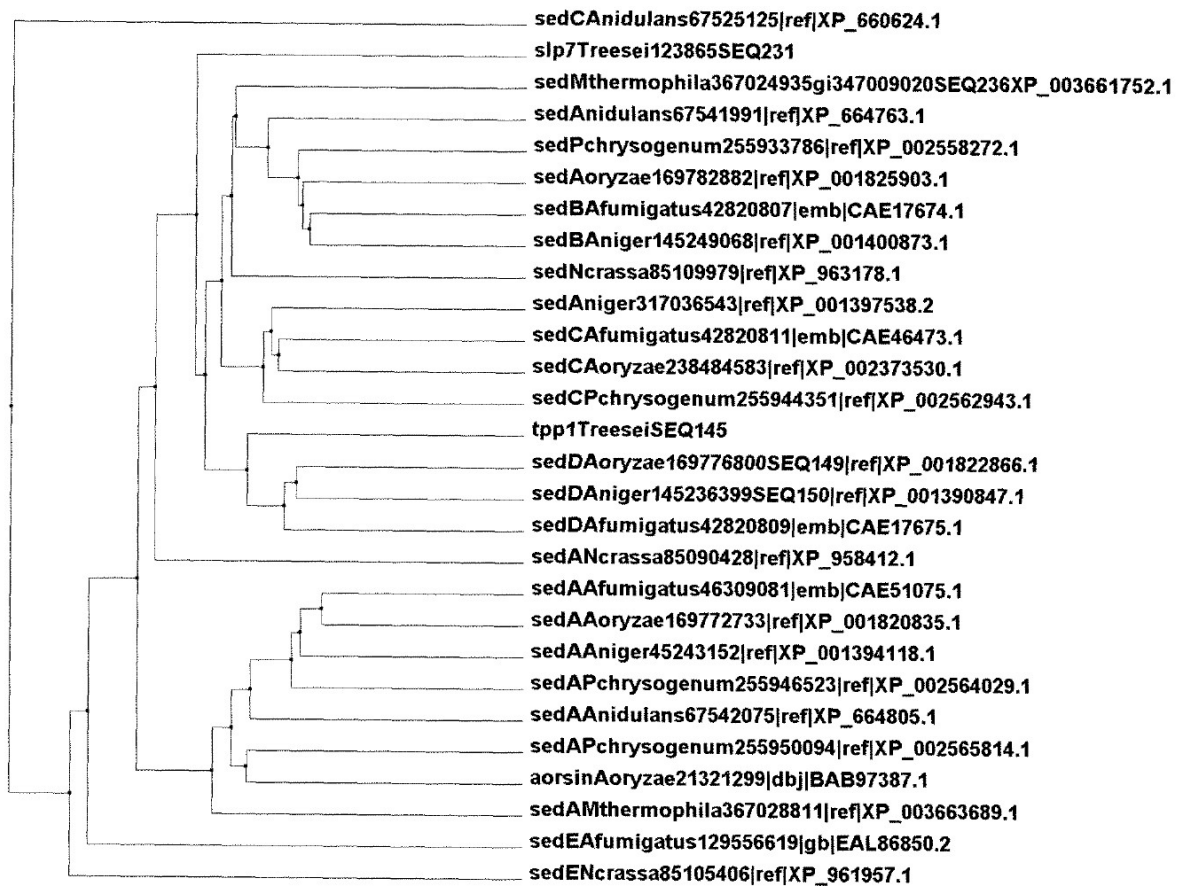 sedCAnidulans67525125|ref|XP_660624.1
slp7Treesei123865SEQ231
sedMthermophila367024935gi347009020SEQ236XP_003661752.1
sedAnidulans67541991|ref|XP_664763.1
sedPchrysogenum255933786|ref|XP_002558272.1
sedAoryzae169782882|ref|XP_001825903.1
sedBAfumigatus42820807|emb|CAE17674.1
sedBAniger145249068|ref|XP_001400873.1
sedNcrassa85109979|ref|XP_963178.1
sedAniger317036543|ref|XP_001397538.2
sedCAfumigatus42820811|emb|CAE46473.1
sedCAoryzae238484583|ref|XP_002373530.1
sedCPchrysogenum255944351|ref|XP_002562943.1
tpp1TreeseiSEQ145
sedDAoryzae169776800SEQ149|ref|XP_001822866.1
sedDAniger145236399SEQ150|ref|XP_001390847.1
sedDAfumigatus42820809|emb|CAE17675.1
sedANcrassa85090428|ref|XP_958412.1
sedAAfumigatus46309081|emb|CAE51075.1
sedAAoryzae169772733|ref|XP_001820835.1
sedAAniger45243152|ref|XP_001394118.1
sedAPchrysogenum255946523|ref|XP_002564029.1
sedAAnidulans67542075|ref|XP_664805.1
sedAPchrysogenum255950094|ref|XP_002565814.1
aorsinAoryzae21321299|dbj|BAB97387.1
sedAMthermophila367028811|ref|XP_003663689.1
sedEAfumigatus129556619|gb|EAL86850.2
sedENcrassa85105406|ref|XP_961957.1